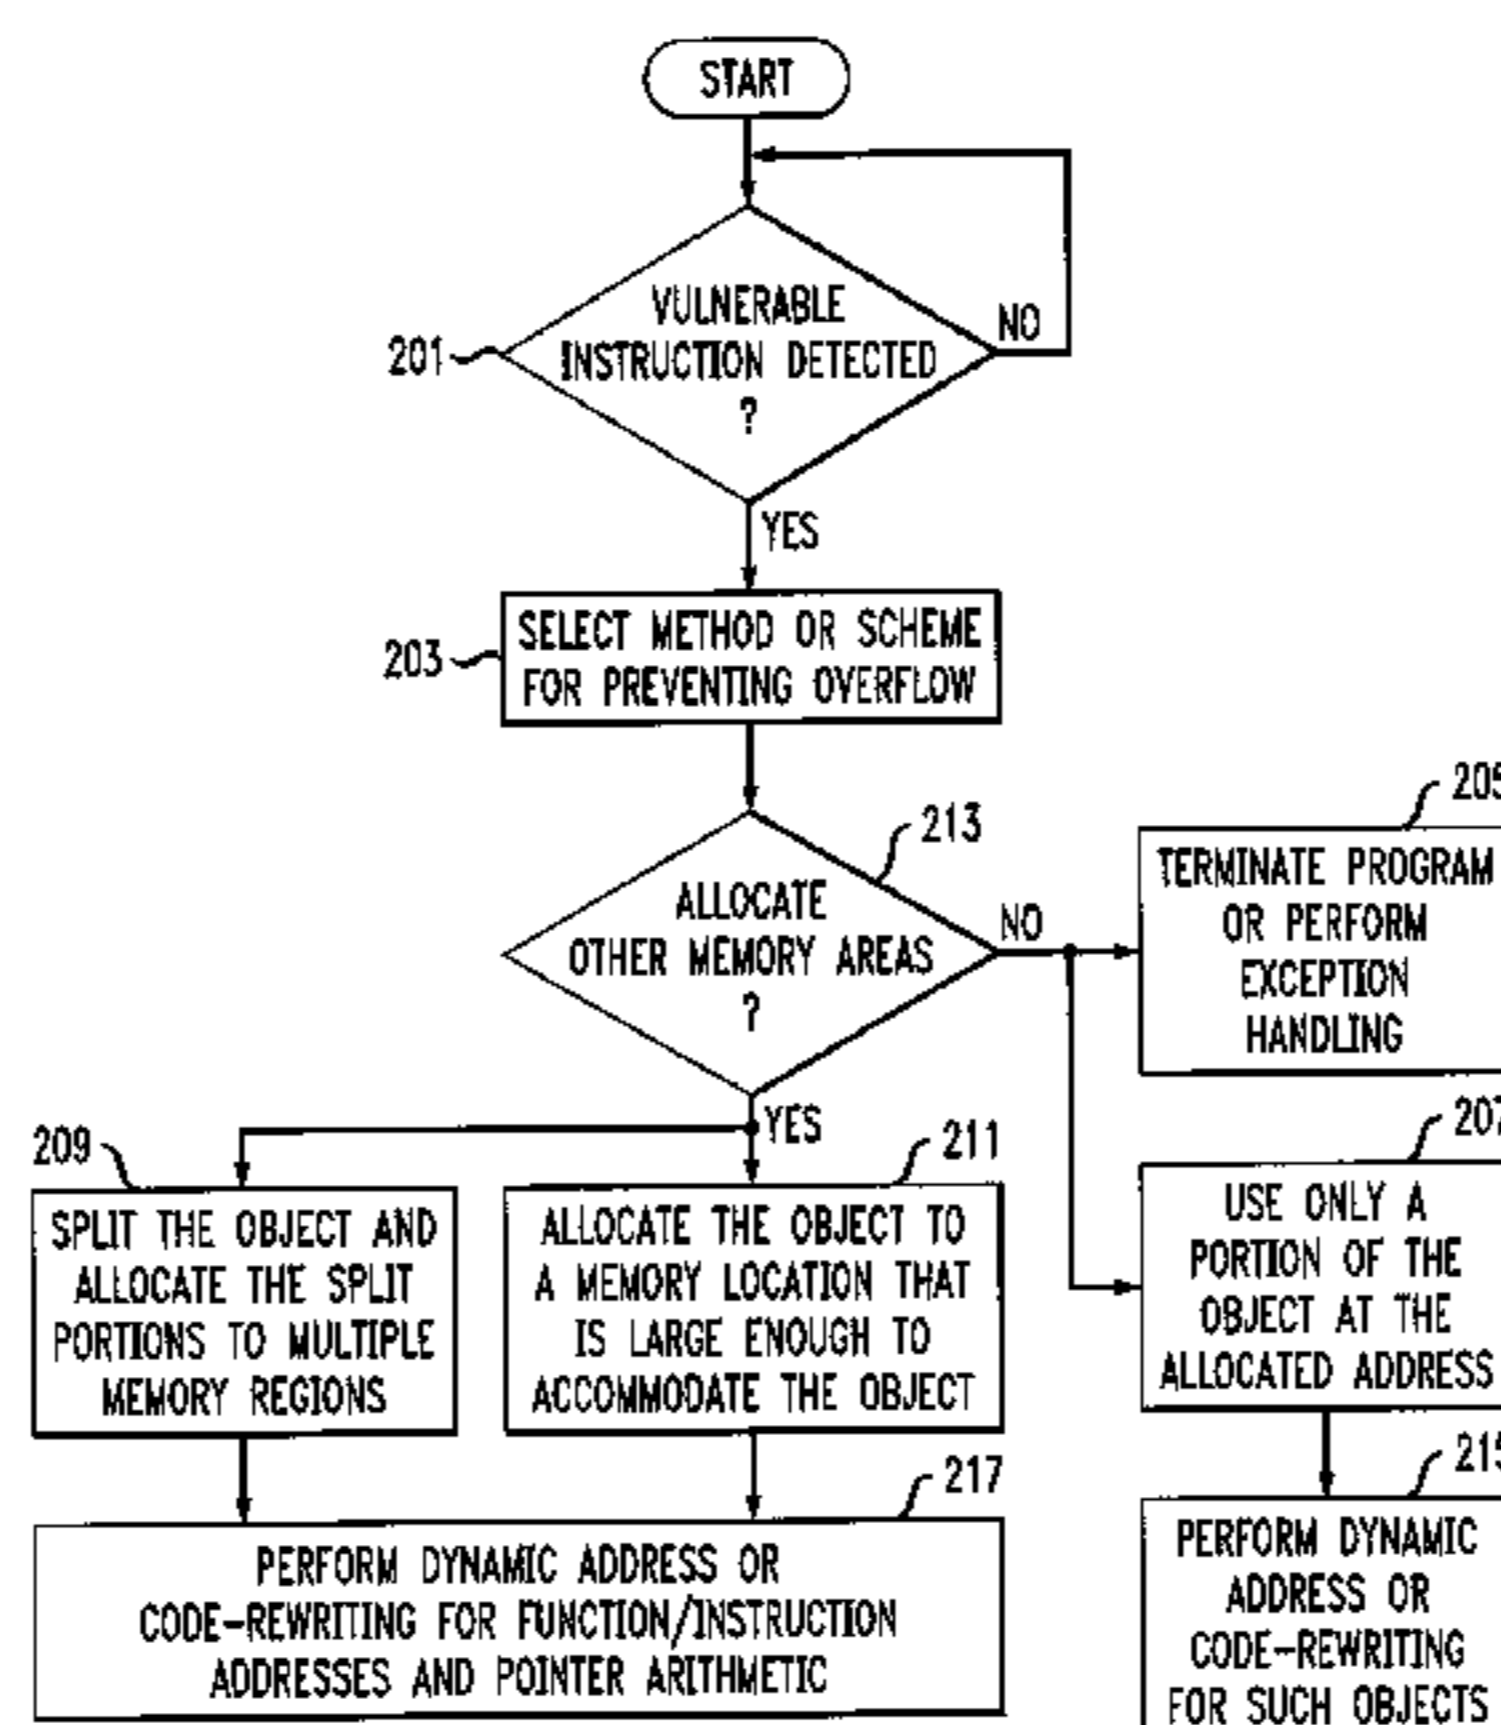 START
VULNERABLE
INSTRUCTION DETECTED
?
NO
201
YES
SELECT METHOD OR SCHEME
FOR PREVENTING OVERFLOW
203
213
ALLOCATE
OTHER MEMORY AREAS
?
NO
TERMINATE PROGRAM
OR PERFORM
EXCEPTION
HANDLING
YES
209
SPLIT THE OBJECT AND
ALLOCATE THE SPLIT
PORTIONS TO MULTIPLE
MEMORY REGIONS
211
ALLOCATE THE OBJECT TO
A MEMORY LOCATION THAT
IS LARGE ENOUGH TO
ACCOMMODATE THE OBJECT
USE ONLY A
PORTION OF THE
OBJECT AT THE
ALLOCATED ADDRESS
217
PERFORM DYNAMIC ADDRESS OR
CODE-REWRITING FOR FUNCTION/INSTRUCTION
ADDRESSES AND POINTER ARITHMETIC
PERFORM DYNAMIC
ADDRESS OR
CODE-REWRITING
FOR SUCH OBJECTS